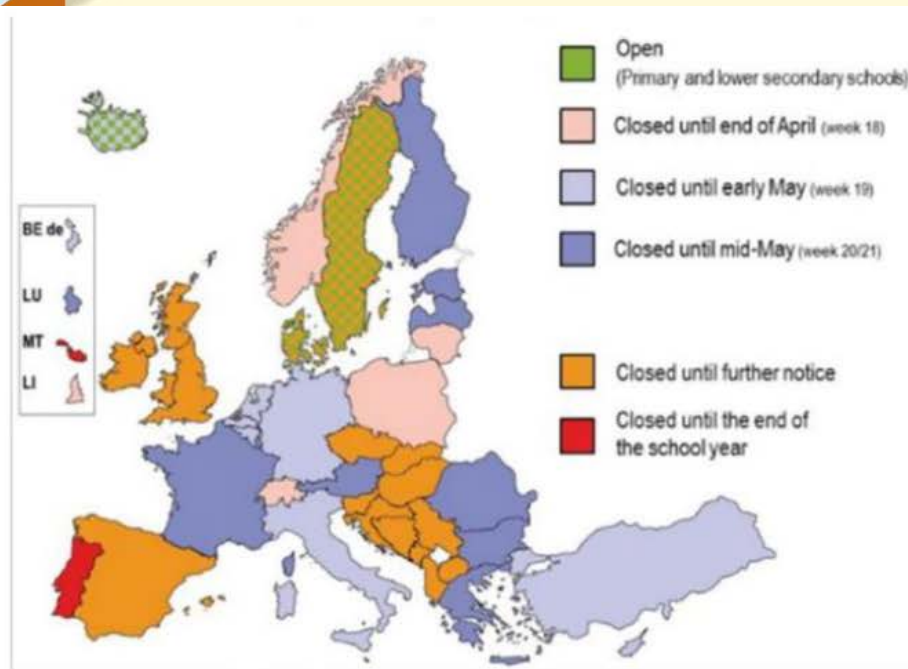 Open
(Primary and lower secondary schools)
Closed until end of April (week 18)
Closed until early May (week 19)
Closed until mid-May (week 20/21)
Closed until further notice
Closed until the end of
the school year
BE de
LU
MT
LI